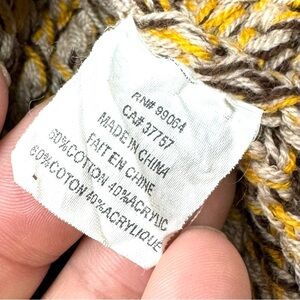 RN# 99064
CA# 37757
MADE IN CHINA
FAIT EN CHINE
60%COTTON 40%ACRYLIC
60%COTON 40%ACRYLIQUE